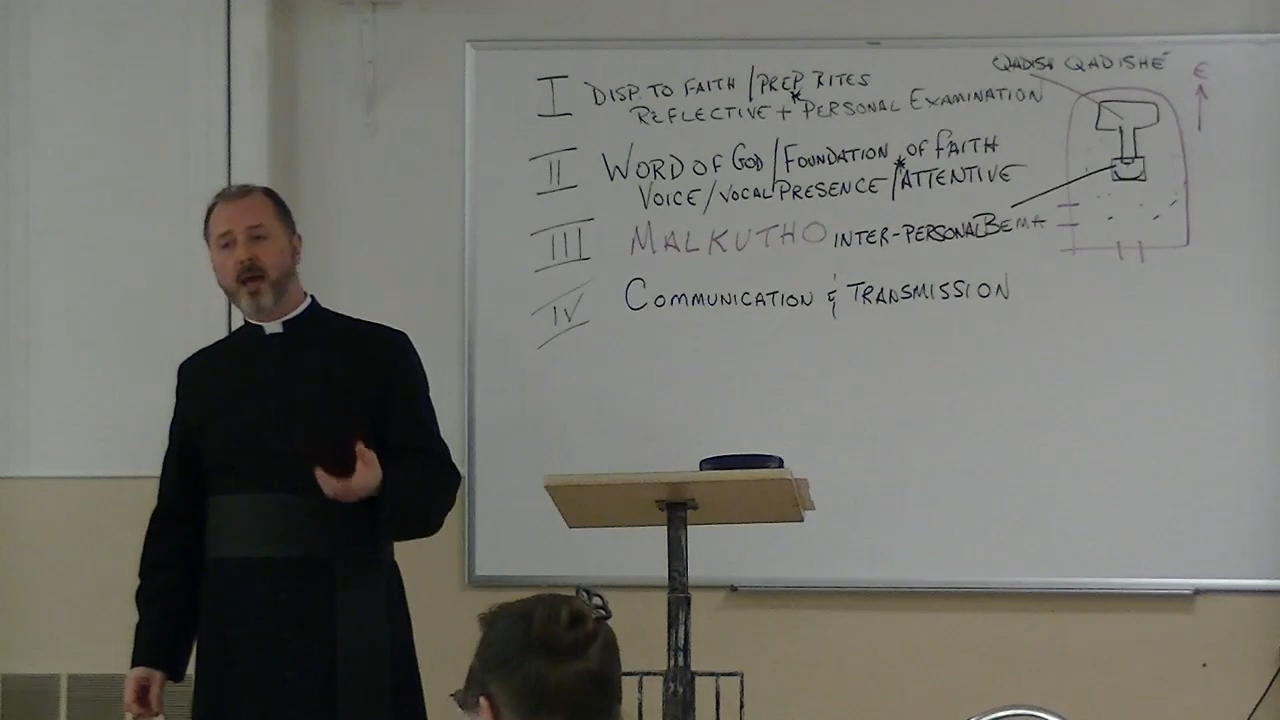 QADISH QADISHE
E
I DISP TO FAITH / PREP RITES
REFLECTIVE + *PERSONAL EXAMINATION
II WORD OF GOD / FOUNDATION OF FAITH
VOICE / VOCAL PRESENCE / *ATTENTIVE
III MALKUTHO INTER-PERSONAL BEMA
IV COMMUNICATION & TRANSMISSION